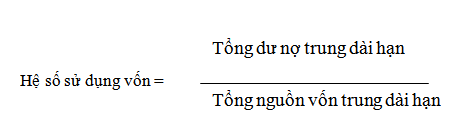 Tổng dư nợ trung dài hạn
Hệ số sử dụng vốn =
Tổng nguồn vốn trung dài hạn